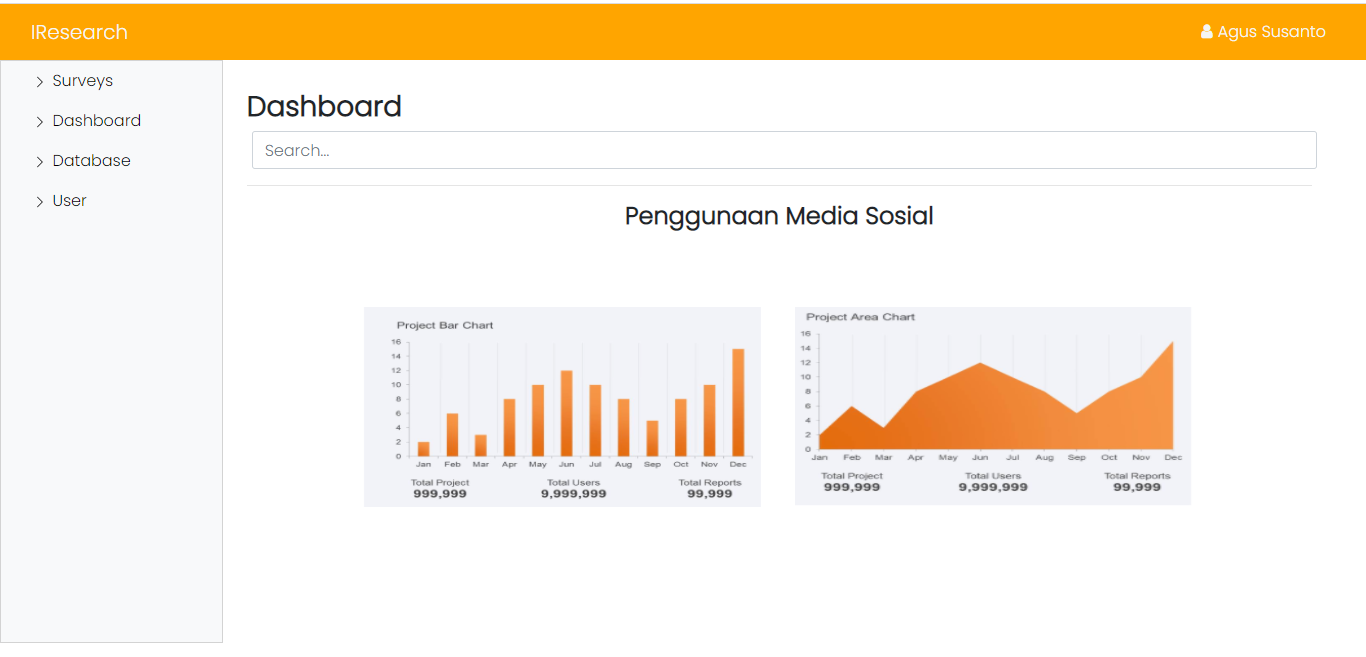 IResearch
Agus Susanto
Surveys
Dashboard
Database
User
Dashboard
Search...
Penggunaan Media Sosial
Project Bar Chart
16
14
12
10
8
6
4
2
0
Jan Feb Mar Apr May Jun Jul Aug Sep Oct Nov Dec
Total Project Total Users Total Reports
999,999 9,999,999 99,999
Project Area Chart
16
14
12
10
8
6
4
2
0
Jan Feb Mar Apr May Jun Jul Aug Sep Oct Nov Dec
Total Project Total Users Total Reports
999,999 9,999,999 99,999